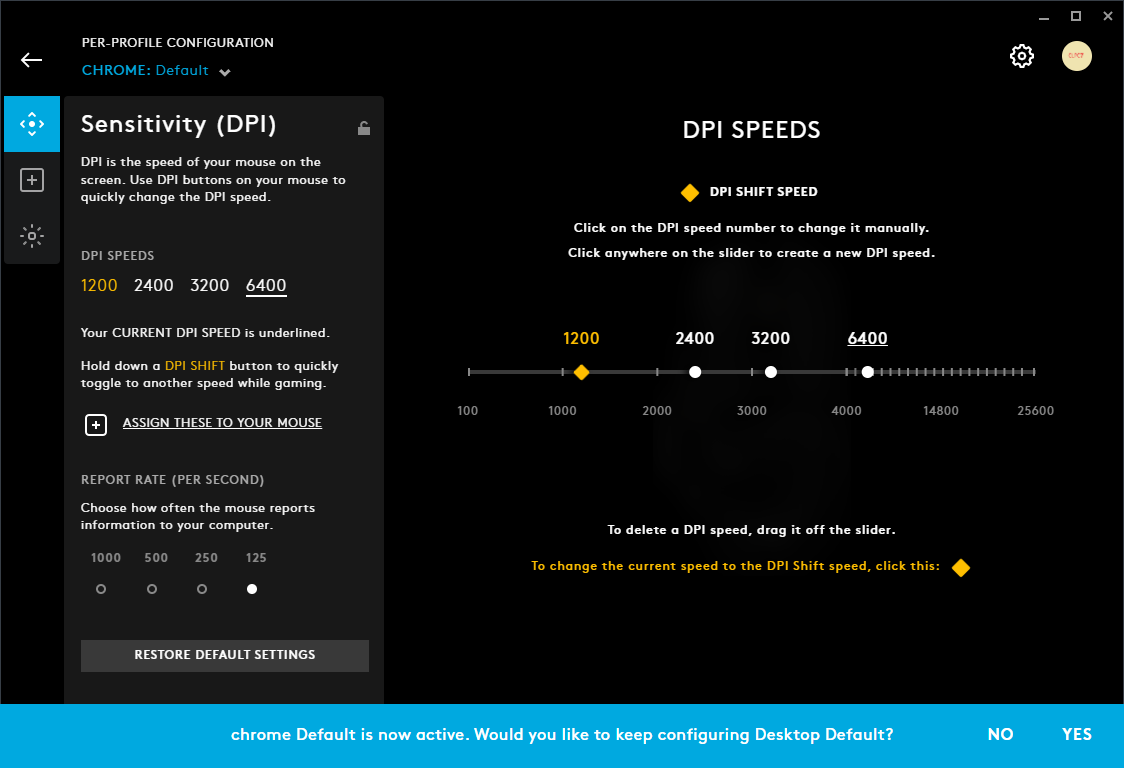 PER-PROFILE CONFIGURATION
CHROME: Default
Sensitivity (DPI)
DPI is the speed of your mouse on the
screen. Use DPI buttons on your mouse to
quickly change the DPI speed.
DPI SPEEDS
1200 2400 3200 6400
Your CURRENT DPI SPEED is underlined.
Hold down a DPI SHIFT button to quickly
toggle to another speed while gaming.
ASSIGN THESE TO YOUR MOUSE
REPORT RATE (PER SECOND)
Choose how often the mouse reports
information to your computer.
1000 500 250 125
RESTORE DEFAULT SETTINGS
DPI SPEEDS
DPI SHIFT SPEED
Click on the DPI speed number to change it manually.
Click anywhere on the slider to create a new DPI speed.
1200 2400 3200 6400
100 1000 2000 3000 4000 14800 25600
To delete a DPI speed, drag it off the slider.
To change the current speed to the DPI Shift speed, click this:
chrome Default is now active. Would you like to keep configuring Desktop Default? NO YES